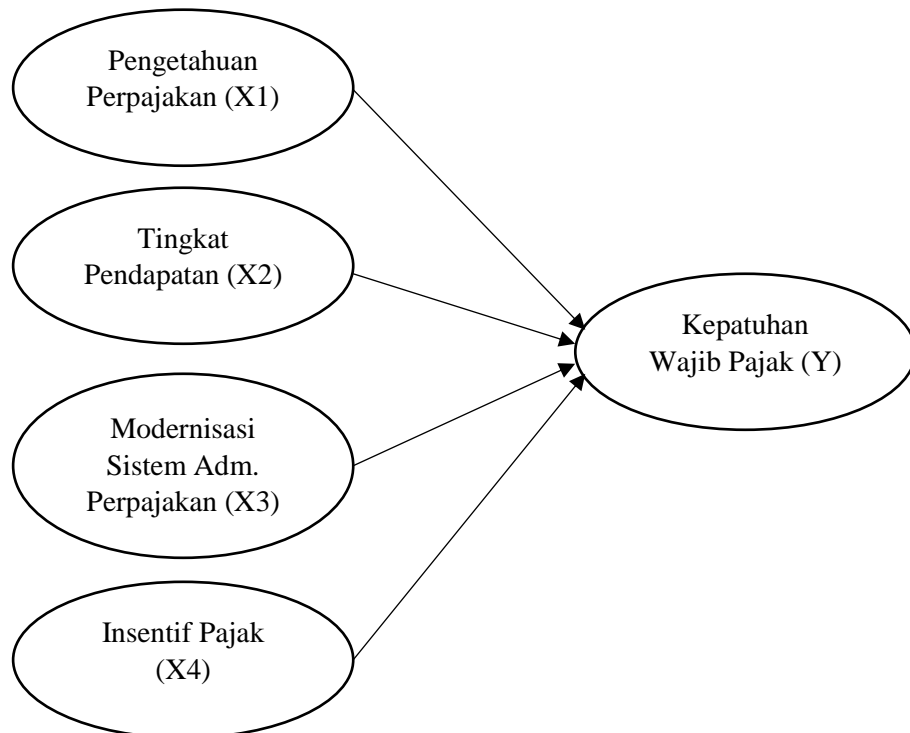 Pengetahuan
Perpajakan (X1)
Tingkat
Pendapatan (X2)
Kepatuhan
Wajib Pajak (Y)
Modernisasi
Sistem Adm.
Perpajakan (X3)
Insentif Pajak
(X4)